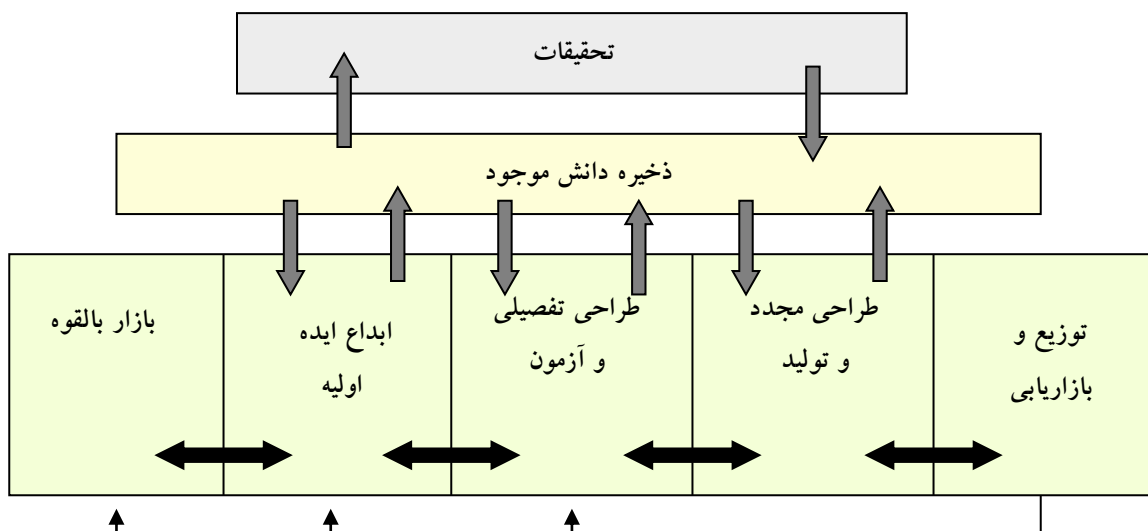 تحقیقات
ذخیره دانش موجود
بازار بالقوه
ابداع ایده
اولیه
طراحی تفصیلی
و آزمون
طراحی مجدد
و تولید
توزیع و
بازاریابی